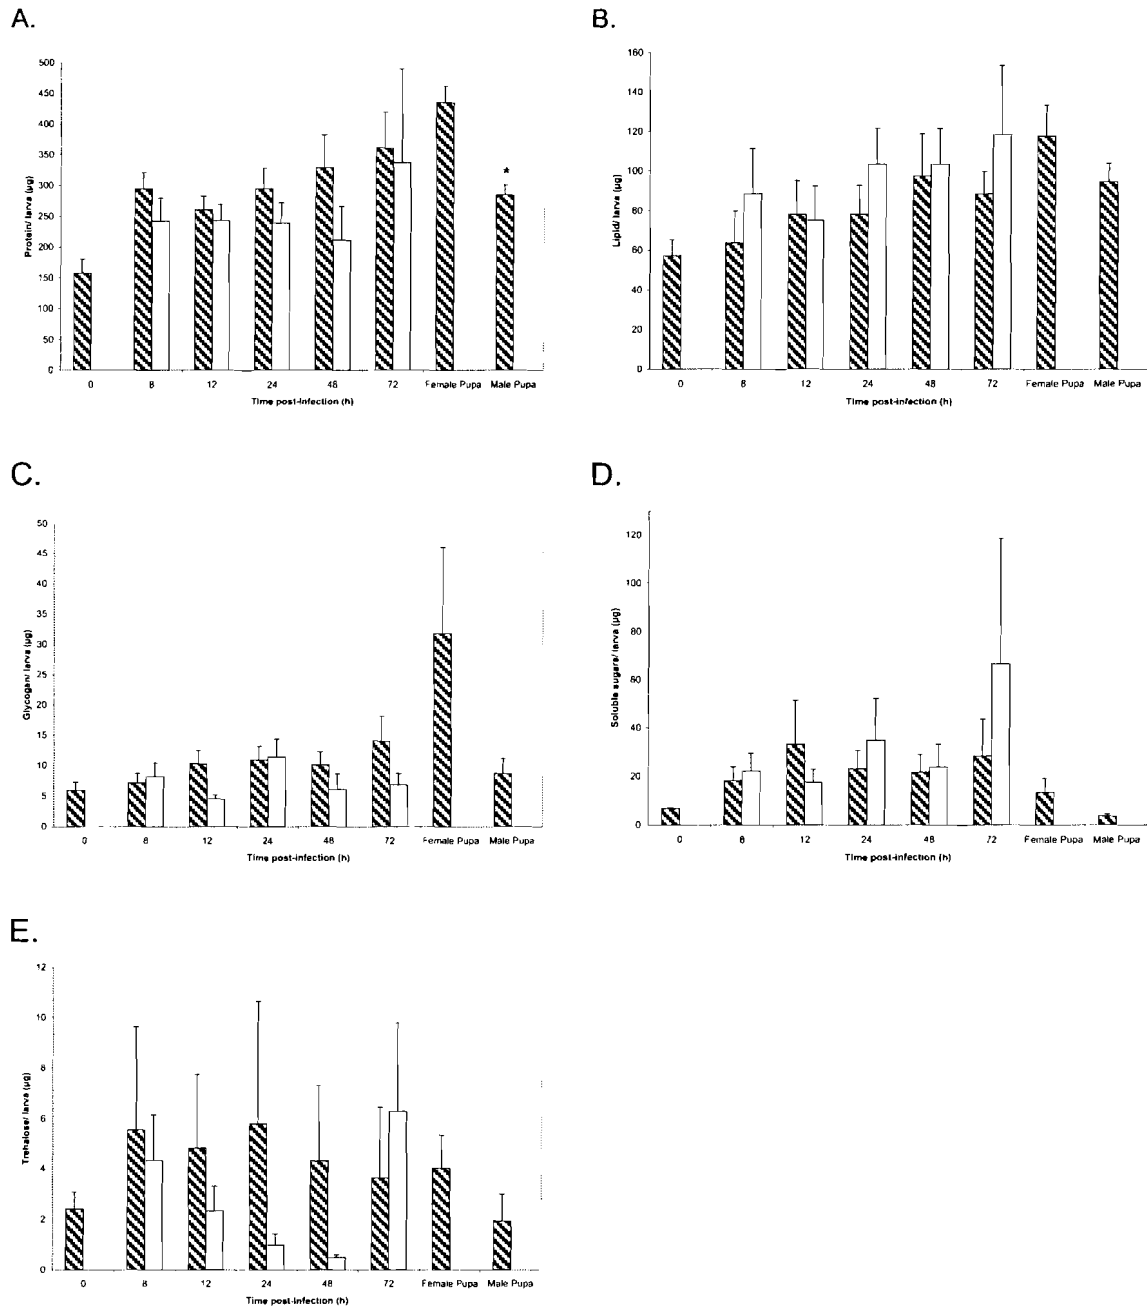 A.
500
450
400
350
300
250
200
150
100
50
0
Protein/ larva (µg)
*
0 8 12 24 48 72 Female Pupa Male Pupa
Time post-infection (h)
B.
160
140
120
100
80
60
40
20
0
Lipid/ larva (µg)
0 8 12 24 48 72 Female Pupa Male Pupa
Time post-infection (h)
C.
50
45
40
35
30
25
20
15
10
5
0
Glycogan/ larva (µg)
0 8 12 24 48 72 Female Pupa Male Pupa
Time post-infection (h)
D.
120
100
80
60
40
20
0
Soluble sugars/ larva (µg)
0 8 12 24 48 72 Female Pupa Male Pupa
Time post-infection (h)
E.
12
10
8
6
4
2
0
Trehalose/ larva (µg)
0 8 12 24 48 72 Female Pupa Male Pupa
Time post-infection (h)